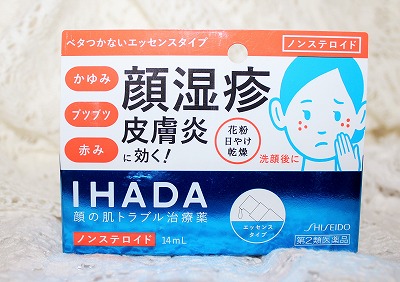 ベタつかないエッセンスタイプ
ノンステロイド
かゆみ
ブツブツ
赤み
顔湿疹
皮膚炎
に効く!
花粉
日やけ
乾燥
洗顔後に
IHADA
顔の肌トラブル治療薬
ノンステロイド
14mL
エッセンス
タイプ
SHISEIDO
第2類医薬品